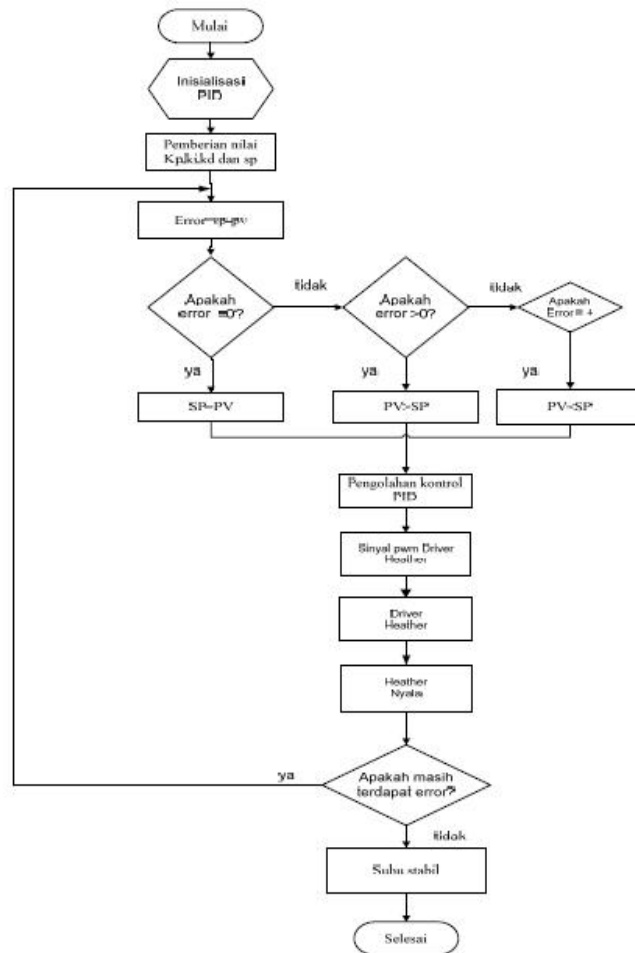 Mulai
Inisialisasi
PID
Pemberian nilai
Kp,ki,kd dan sp
Error=sp-pv
Apakah
error =0?
tidak
Apakah
error >0?
tidak
Apakah
Error = +
ya
ya
ya
SP=PV
PV>SP
PV<SP
Pengolahan kontrol
PID
Sinyal pwm Driver
Heather
Driver
Heather
Heather
Nyala
Apakah masih
terdapat error?
ya
tidak
Suhu stabil
Selesai